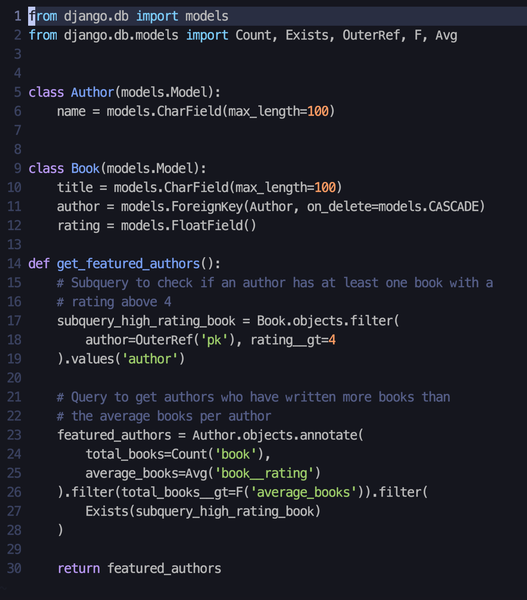 1 from django.db import models
2 from django.db.models import Count, Exists, OuterRef, F, Avg
3
4
5 class Author(models.Model):
6     name = models.CharField(max_length=100)
7
8
9 class Book(models.Model):
10     title = models.CharField(max_length=100)
11     author = models.ForeignKey(Author, on_delete=models.CASCADE)
12     rating = models.FloatField()
13
14 def get_featured_authors():
15     # Subquery to check if an author has at least one book with a
16     # rating above 4
17     subquery_high_rating_book = Book.objects.filter(
18         author=OuterRef('pk'), rating__gt=4
19     ).values('author')
20
21     # Query to get authors who have written more books than
22     # the average books per author
23     featured_authors = Author.objects.annotate(
24         total_books=Count('book'),
25         average_books=Avg('book__rating')
26     ).filter(total_books__gt=F('average_books')).filter(
27         Exists(subquery_high_rating_book)
28     )
29
30     return featured_authors